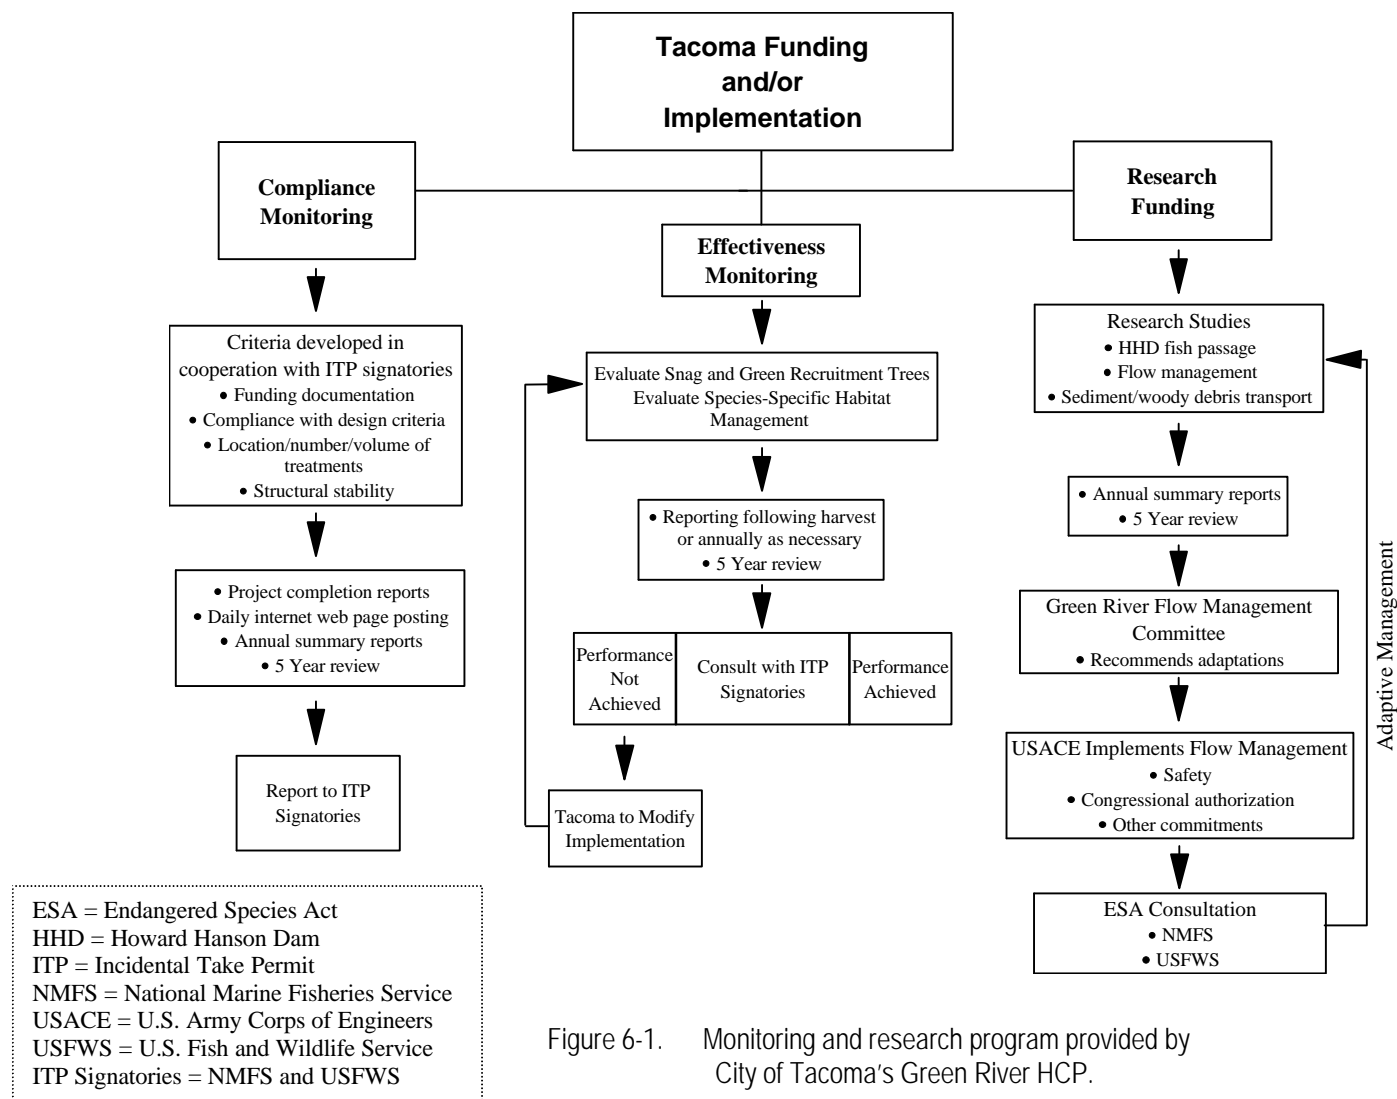 Tacoma Funding
and/or
Implementation
Compliance
Monitoring
Criteria developed in
cooperation with ITP signatories
• Funding documentation
• Compliance with design criteria
• Location/number/volume of
treatments
• Structural stability
• Project completion reports
• Daily internet web page posting
• Annual summary reports
• 5 Year review
Report to ITP
Signatories
Effectiveness
Monitoring
Evaluate Snag and Green Recruitment Trees
Evaluate Species-Specific Habitat
Management
• Reporting following harvest
or annually as necessary
• 5 Year review
Performance
Not
Achieved
Consult with ITP
Signatories
Performance
Achieved
Tacoma to Modify
Implementation
Research
Funding
Research Studies
• HHD fish passage
• Flow management
• Sediment/woody debris transport
• Annual summary reports
• 5 Year review
Green River Flow Management
Committee
• Recommends adaptations
USACE Implements Flow Management
• Safety
• Congressional authorization
• Other commitments
ESA Consultation
• NMFS
• USFWS
Adaptive Management
ESA = Endangered Species Act
HHD = Howard Hanson Dam
ITP = Incidental Take Permit
NMFS = National Marine Fisheries Service
USACE = U.S. Army Corps of Engineers
USFWS = U.S. Fish and Wildlife Service
ITP Signatories = NMFS and USFWS
Figure 6-1. Monitoring and research program provided by
City of Tacoma's Green River HCP.